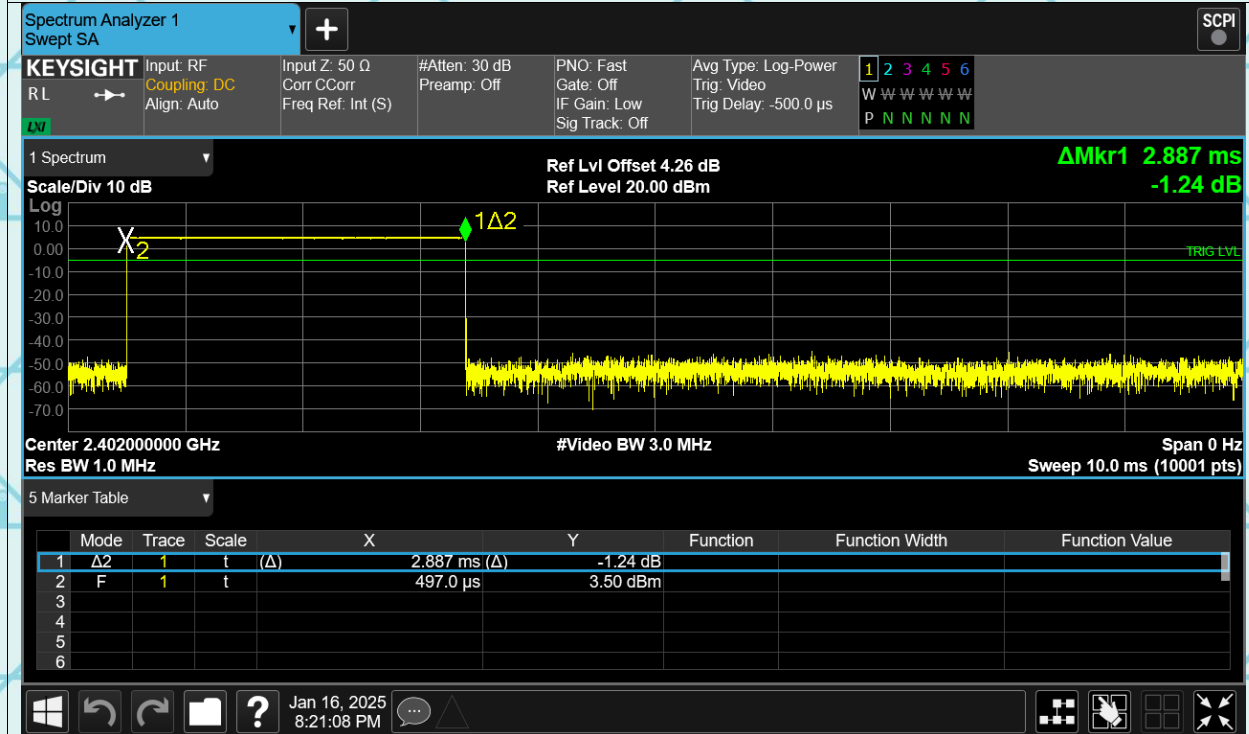 Spectrum Analyzer 1
Swept SA
SCPI
KEYSIGHT
R L
LXI
Input: RF
Coupling: DC
Align: Auto
Input Z: 50 Ω
Corr CCorr
Freq Ref: Int (S)
#Atten: 30 dB
Preamp: Off
PNO: Fast
Gate: Off
IF Gain: Low
Sig Track: Off
Avg Type: Log-Power
Trig: Video
Trig Delay: -500.0 µs
1 2 3 4 5 6
W W W W W W
P N N N N N
1 Spectrum
Scale/Div 10 dB
Ref Lvl Offset 4.26 dB
Ref Level 20.00 dBm
ΔMkr1 2.887 ms
-1.24 dB
Log
10.0
0.00
-10.0
-20.0
-30.0
-40.0
-50.0
-60.0
-70.0
2
1Δ2
TRIG LVL
Center 2.402000000 GHz
#Video BW 3.0 MHz
Span 0 Hz
Res BW 1.0 MHz
Sweep 10.0 ms (10001 pts)
5 Marker Table
Mode Trace Scale X Y Function Function Width Function Value
1 Δ2 1 t (Δ) 2.887 ms (Δ) -1.24 dB
2 F 1 t 497.0 µs 3.50 dBm
3
4
5
6
?
Jan 16, 2025
8:21:08 PM